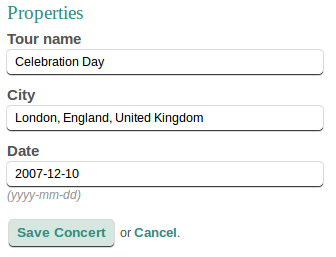 Properties
Tour name
Celebration Day
City
London, England, United Kingdom
Date
2007-12-10
(yyyy-mm-dd)
Save Concert or Cancel.